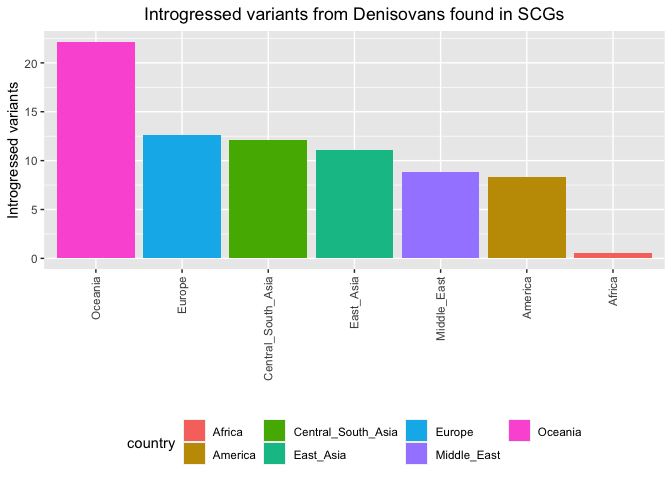 Introgressed variants from Denisovans found in SCGs
Introgressed variants
20
15
10
5
0
Oceania
Europe
Central_South_Asia
East_Asia
Middle_East
America
Africa
country
Africa
Central_South_Asia
Europe
Oceania
America
East_Asia
Middle_East